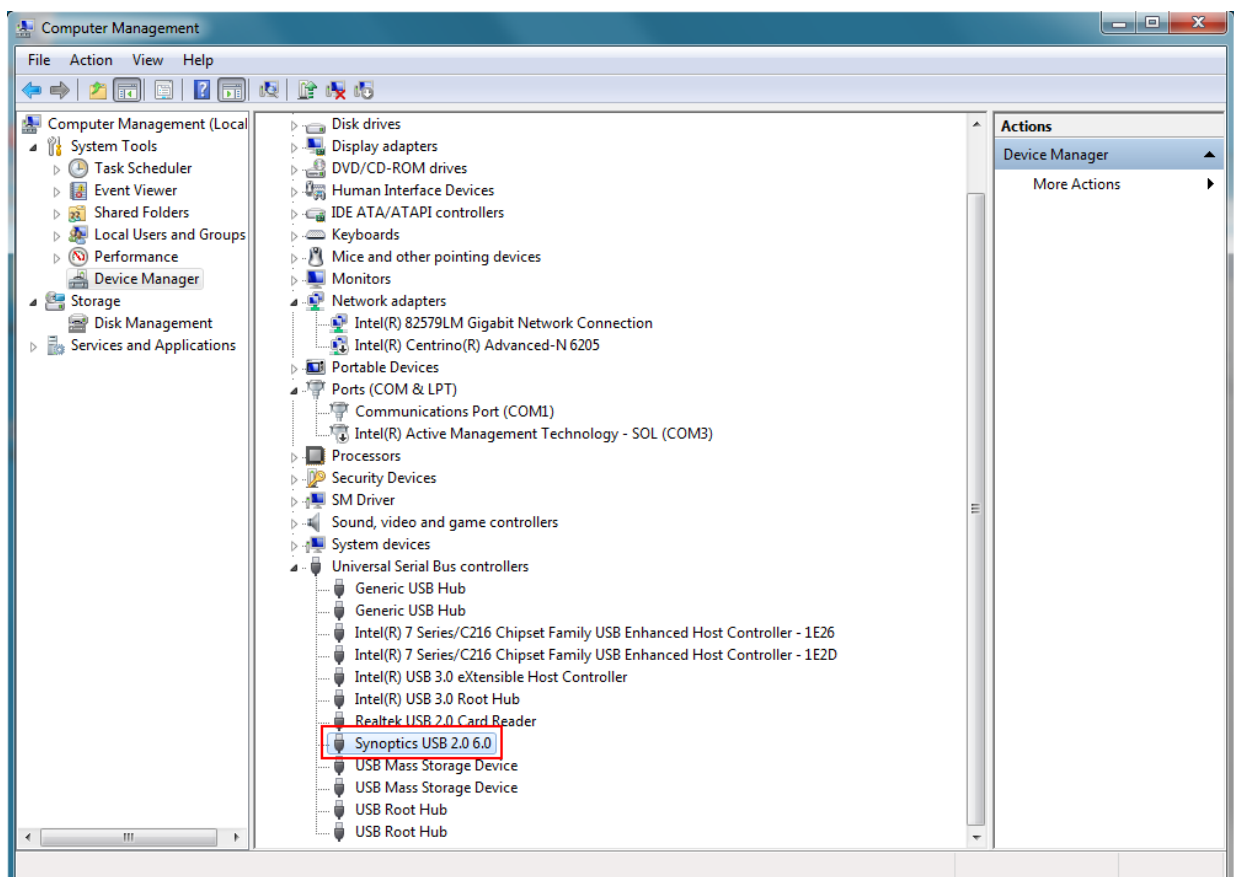 Computer Management
File Action View Help
Computer Management (Local
System Tools
Task Scheduler
Event Viewer
Shared Folders
Local Users and Groups
Performance
Device Manager
Storage
Disk Management
Services and Applications
Disk drives
Display adapters
DVD/CD-ROM drives
Human Interface Devices
IDE ATA/ATAPI controllers
Keyboards
Mice and other pointing devices
Monitors
Network adapters
Intel(R) 82579LM Gigabit Network Connection
Intel(R) Centrino(R) Advanced-N 6205
Portable Devices
Ports (COM & LPT)
Communications Port (COM1)
Intel(R) Active Management Technology - SOL (COM3)
Processors
Security Devices
SM Driver
Sound, video and game controllers
System devices
Universal Serial Bus controllers
Generic USB Hub
Generic USB Hub
Intel(R) 7 Series/C216 Chipset Family USB Enhanced Host Controller - 1E26
Intel(R) 7 Series/C216 Chipset Family USB Enhanced Host Controller - 1E2D
Intel(R) USB 3.0 eXtensible Host Controller
Intel(R) USB 3.0 Root Hub
Realtek USB 2.0 Card Reader
Synoptics USB 2.0 6.0
USB Mass Storage Device
USB Mass Storage Device
USB Root Hub
USB Root Hub
Actions
Device Manager
More Actions